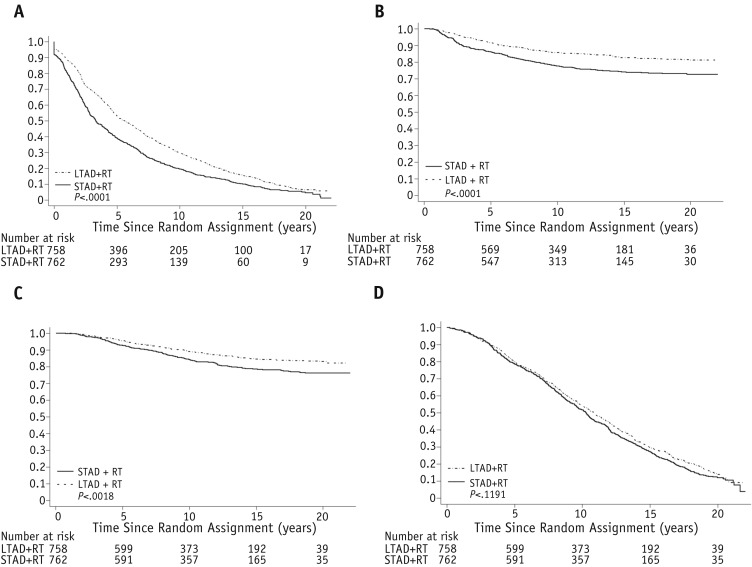 A
1.0
0.9
0.8
0.7
0.6
0.5
0.4
0.3
0.2
0.1
0
LTAD+RT
STAD+RT
P<.0001
0 5 10 15 20
Time Since Random Assignment (years)
Number at risk
LTAD+RT 758 396 205 100 17
STAD+RT 762 293 139 60 9
B
1.0
0.9
0.8
0.7
0.6
0.5
0.4
0.3
0.2
0.1
0
STAD + RT
LTAD + RT
P<.0001
0 5 10 15 20
Time Since Random Assignment (years)
Number at risk
LTAD+RT 758 569 349 181 36
STAD+RT 762 547 313 145 30
C
1.0
0.9
0.8
0.7
0.6
0.5
0.4
0.3
0.2
0.1
0
STAD + RT
LTAD + RT
P<.0018
0 5 10 15 20
Time Since Random Assignment (years)
Number at risk
LTAD+RT 758 599 373 192 39
STAD+RT 762 591 357 165 35
D
1.0
0.9
0.8
0.7
0.6
0.5
0.4
0.3
0.2
0.1
0
LTAD+RT
STAD+RT
P<.1191
0 5 10 15 20
Time Since Random Assignment (years)
Number at risk
LTAD+RT 758 599 373 192 39
STAD+RT 762 591 357 165 35